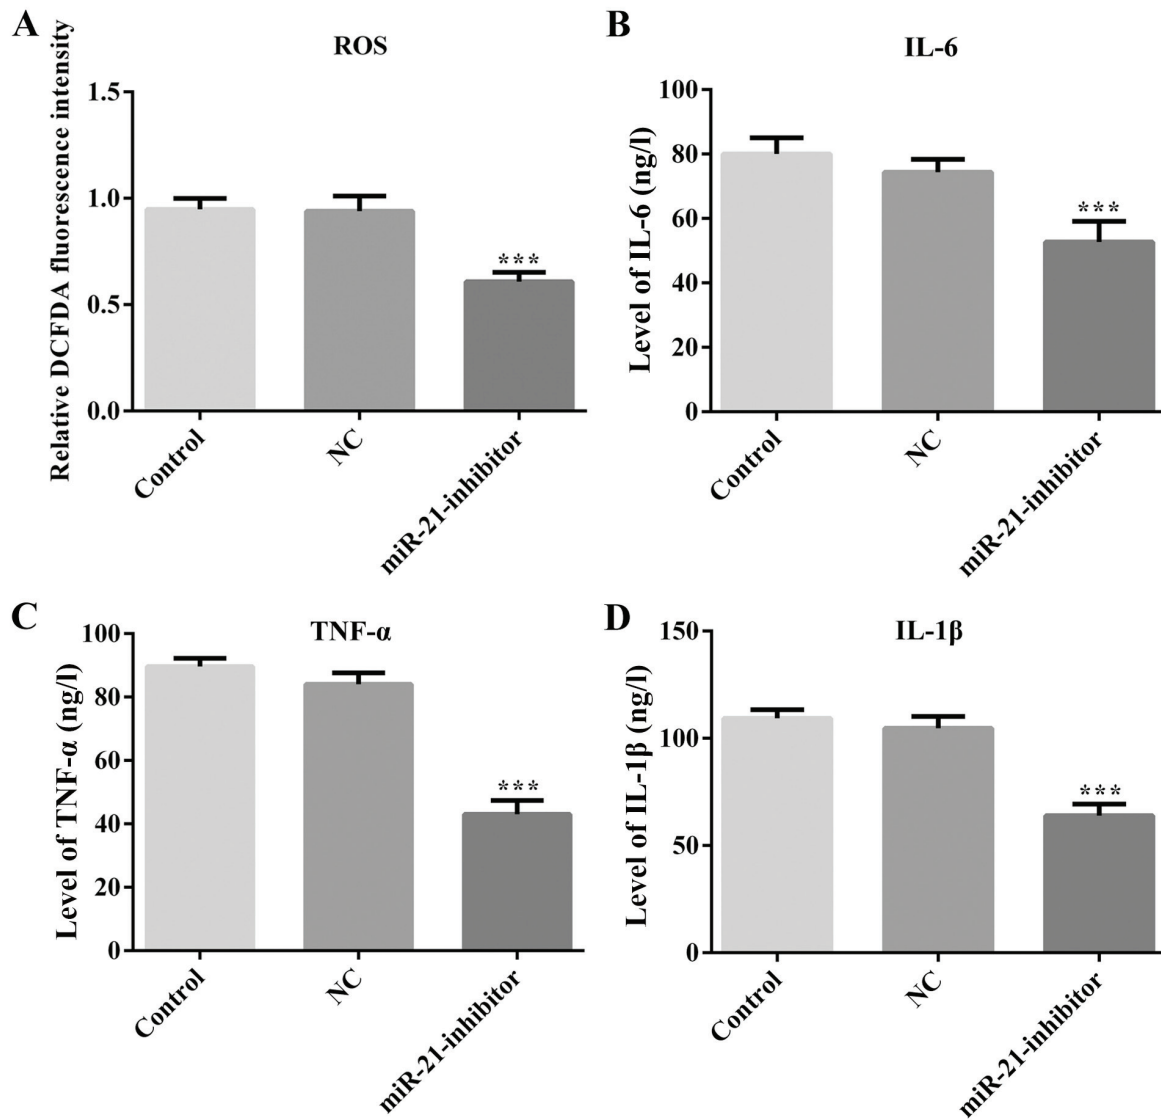 A
ROS
Relative DCFDA fluorescence intensity
1.5
1.0
0.5
0.0
***
Control
NC
miR-21-inhibitor
B
IL-6
Level of IL-6 (ng/l)
100
80
60
40
20
0
***
Control
NC
miR-21-inhibitor
C
TNF-α
Level of TNF-α (ng/l)
100
80
60
40
20
0
***
Control
NC
miR-21-inhibitor
D
IL-1β
Level of IL-1β (ng/l)
150
100
50
0
***
Control
NC
miR-21-inhibitor